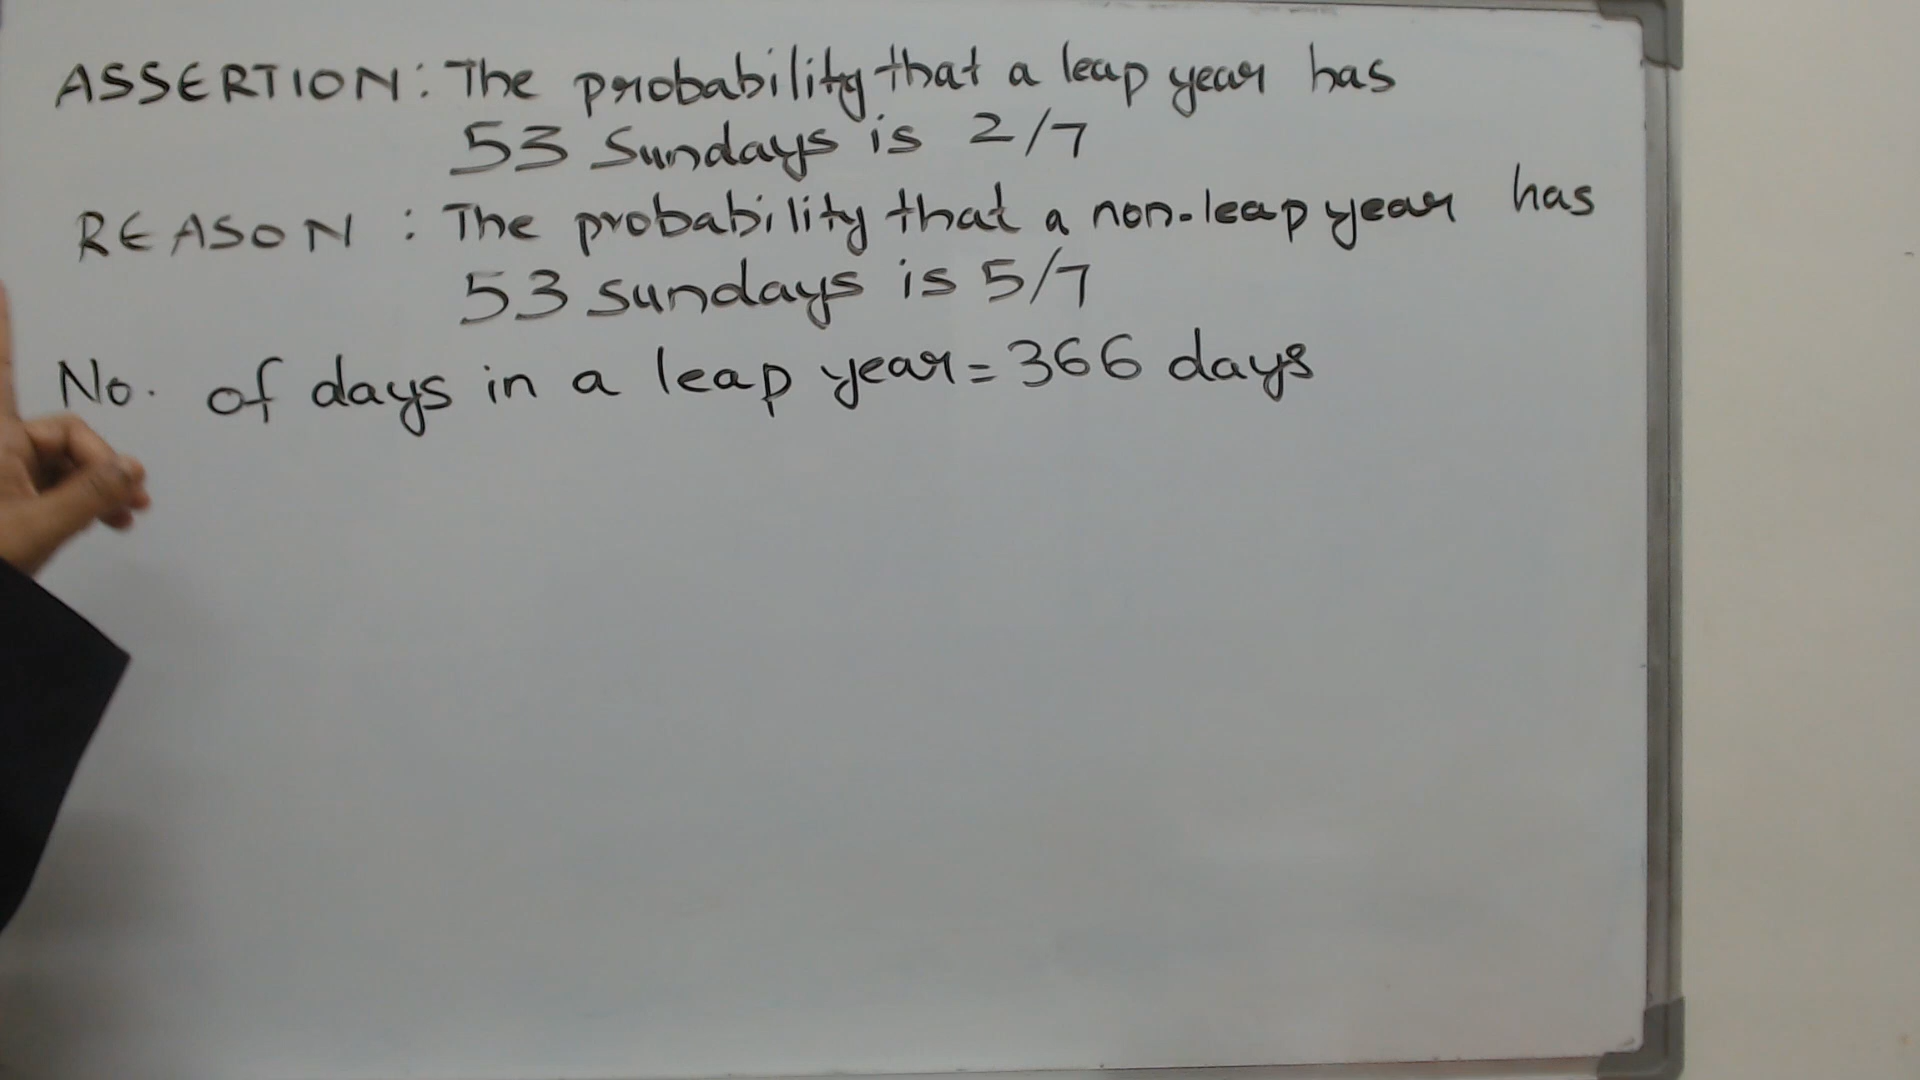 ASSERTION: The probability that a leap year has
53 Sundays is 2/7
REASON : The probability that a non-leap year has
53 sundays is 5/7
No. of days in a leap year = 366 days